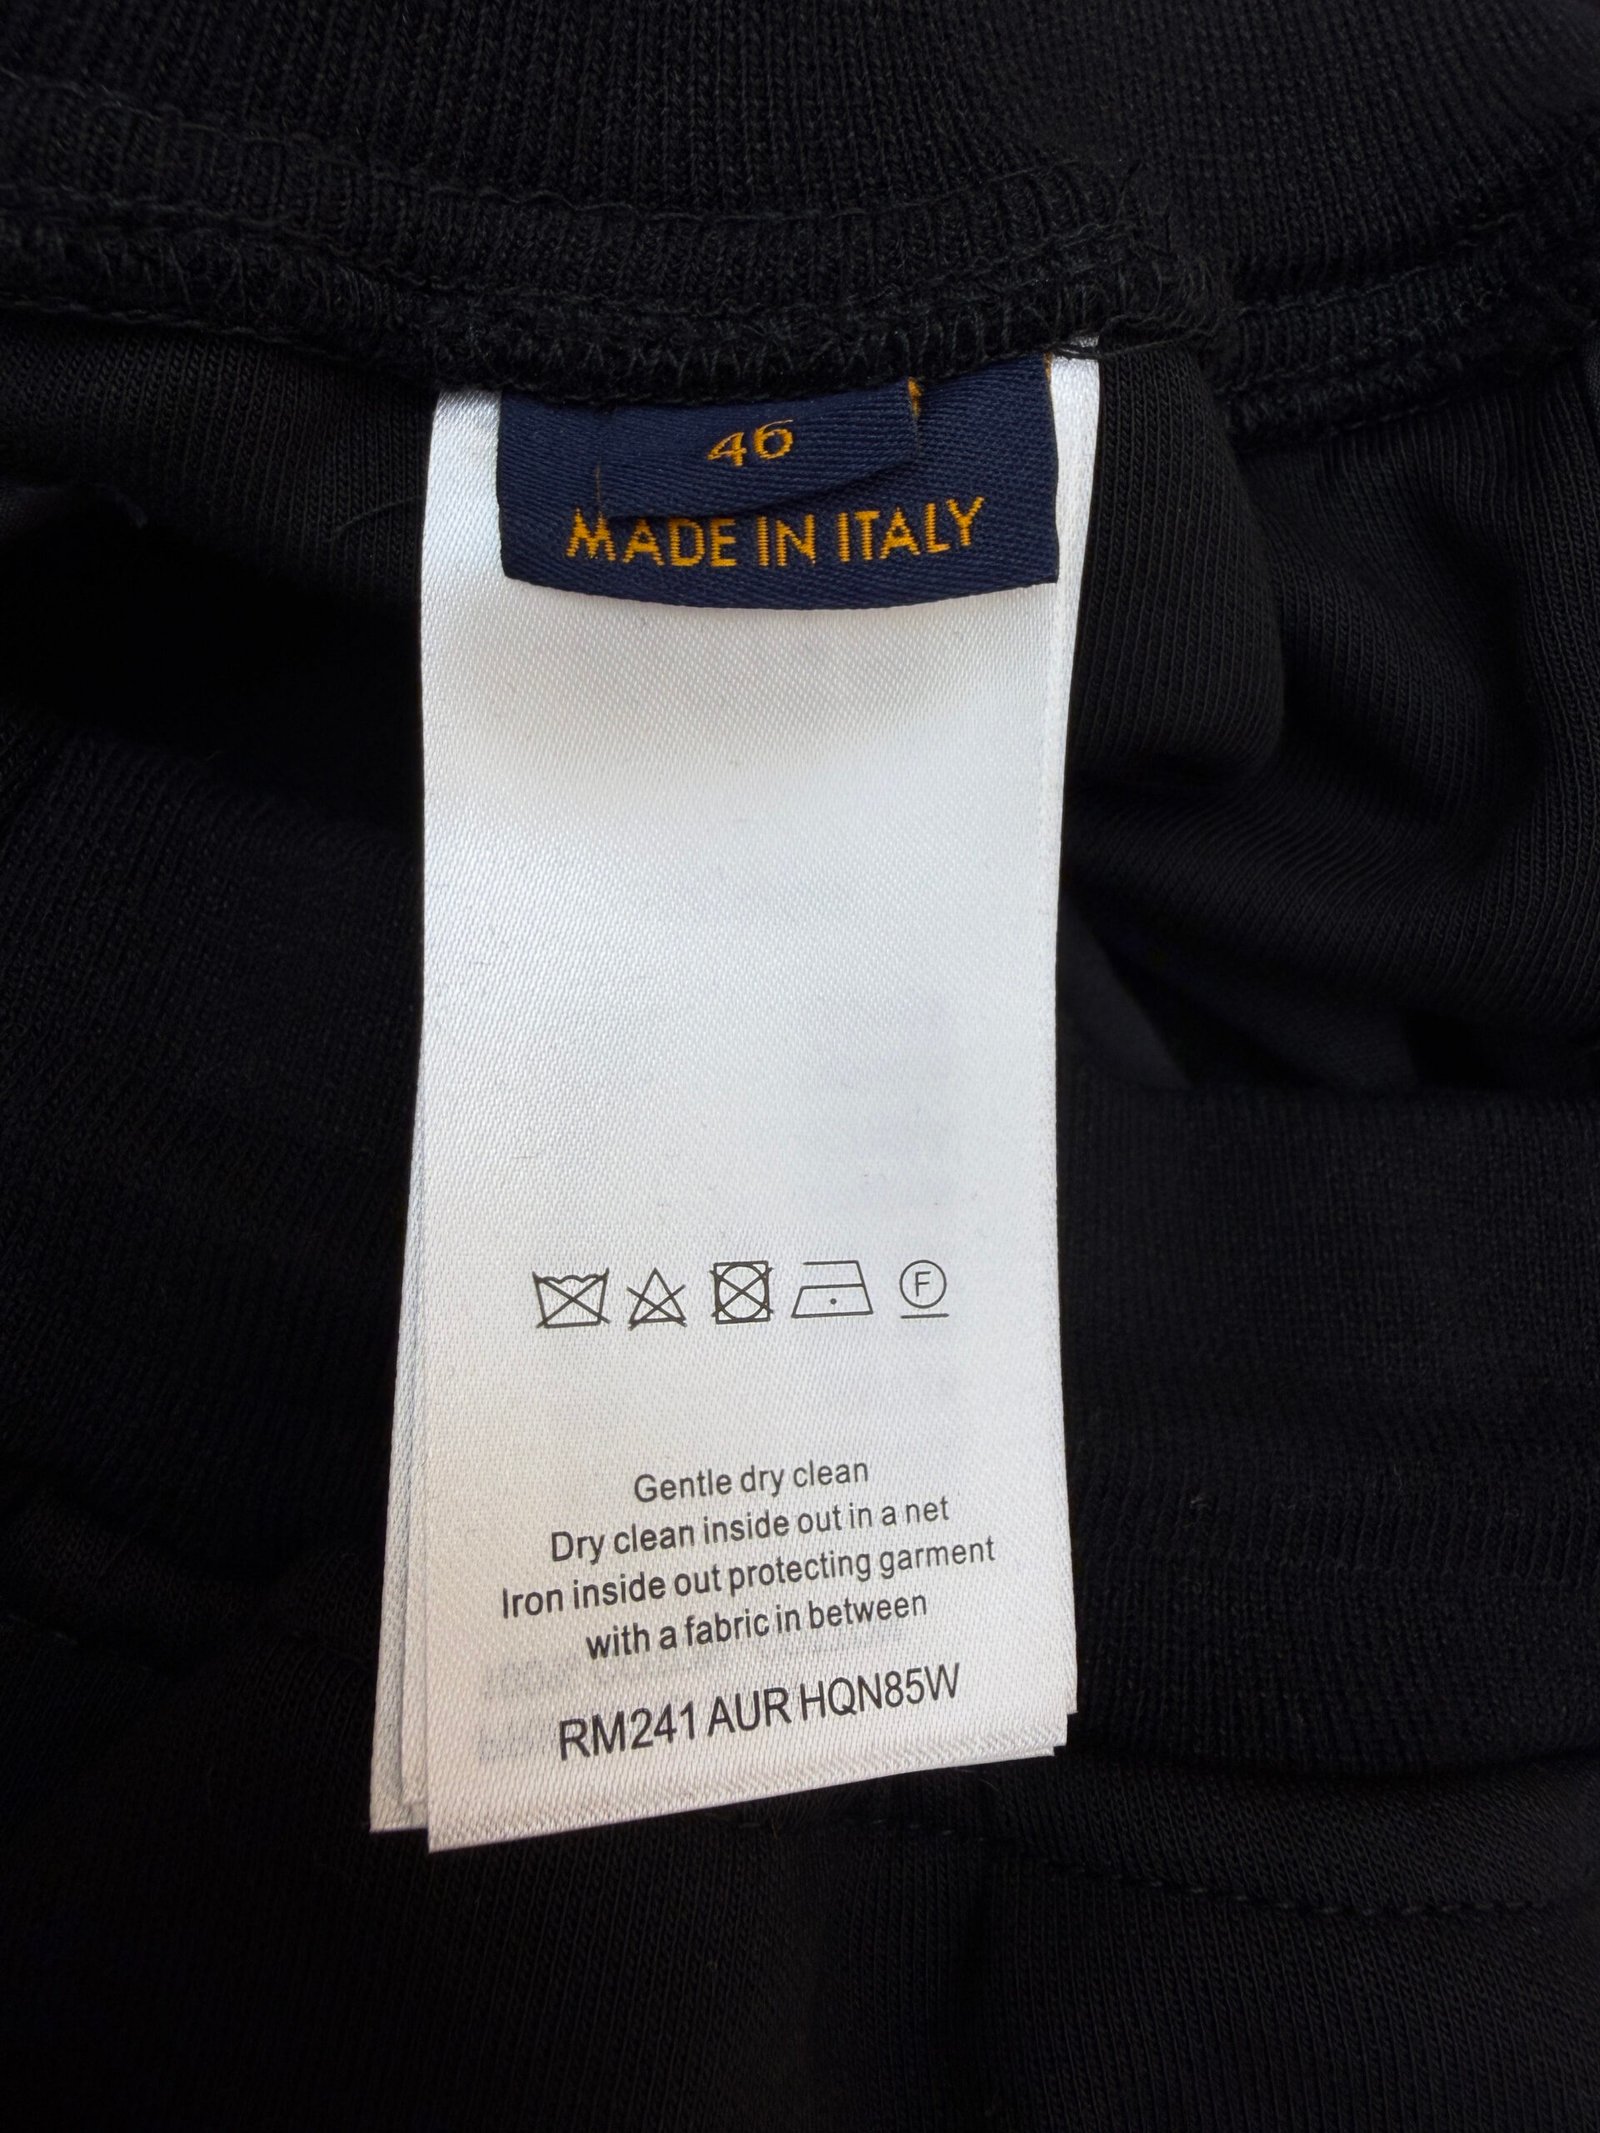 46
MADE IN ITALY
F
Gentle dry clean
Dry clean inside out in a net
Iron inside out protecting garment
with a fabric in between
RM241 AUR HQN85W